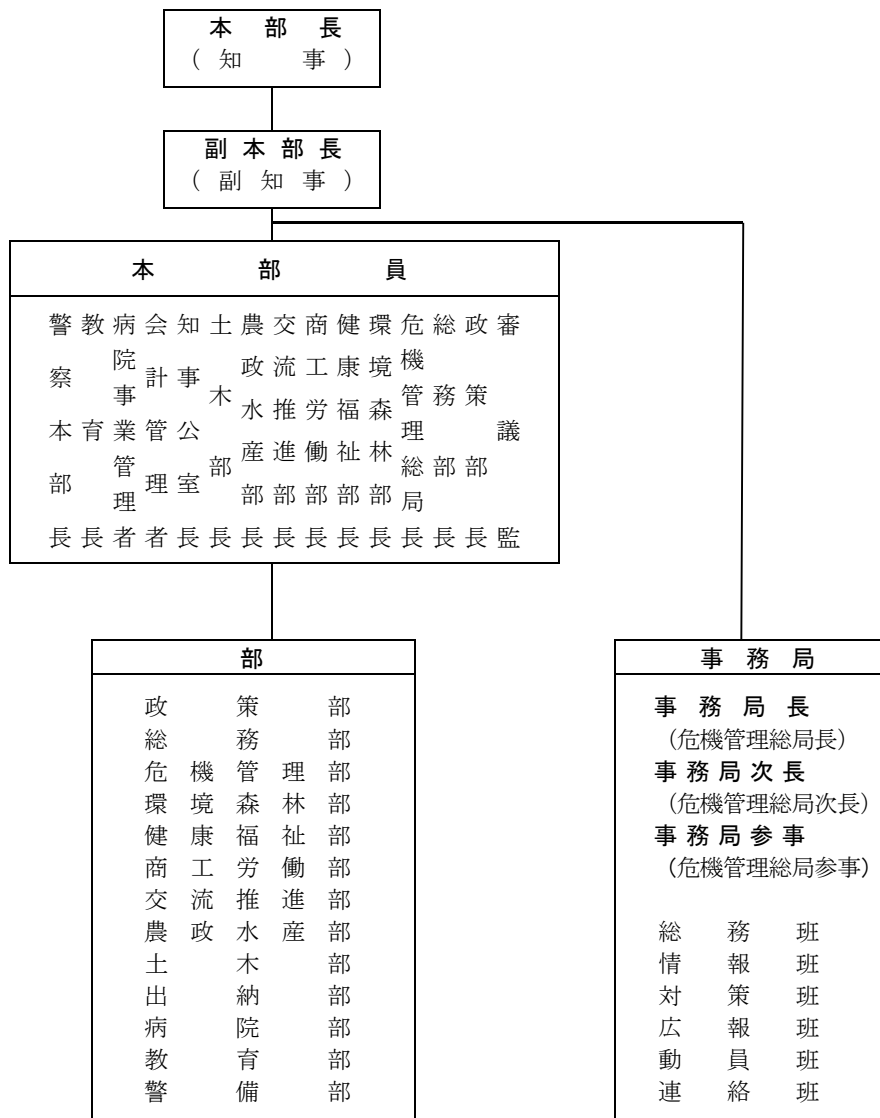 本部長
(知事)
副本部長
(副知事)
本部員
審議監
政策部長
総務部長
危機管理総局長
環境森林部長
健康福祉部長
商工労働部長
交流推進部長
農政水産部長
土木部長
知事公室長
会計管理者
病院事業管理者
教育長
警察本部長
部
政策部
総務部
危機管理部
環境森林部
健康福祉部
商工労働部
交流推進部
農政水産部
土木部
出納部
病院部
教育部
警備部
事務局
事務局長
(危機管理総局長)
事務局次長
(危機管理総局次長)
事務局参事
(危機管理総局参事)
総務班
情報班
対策班
広報班
動員班
連絡班